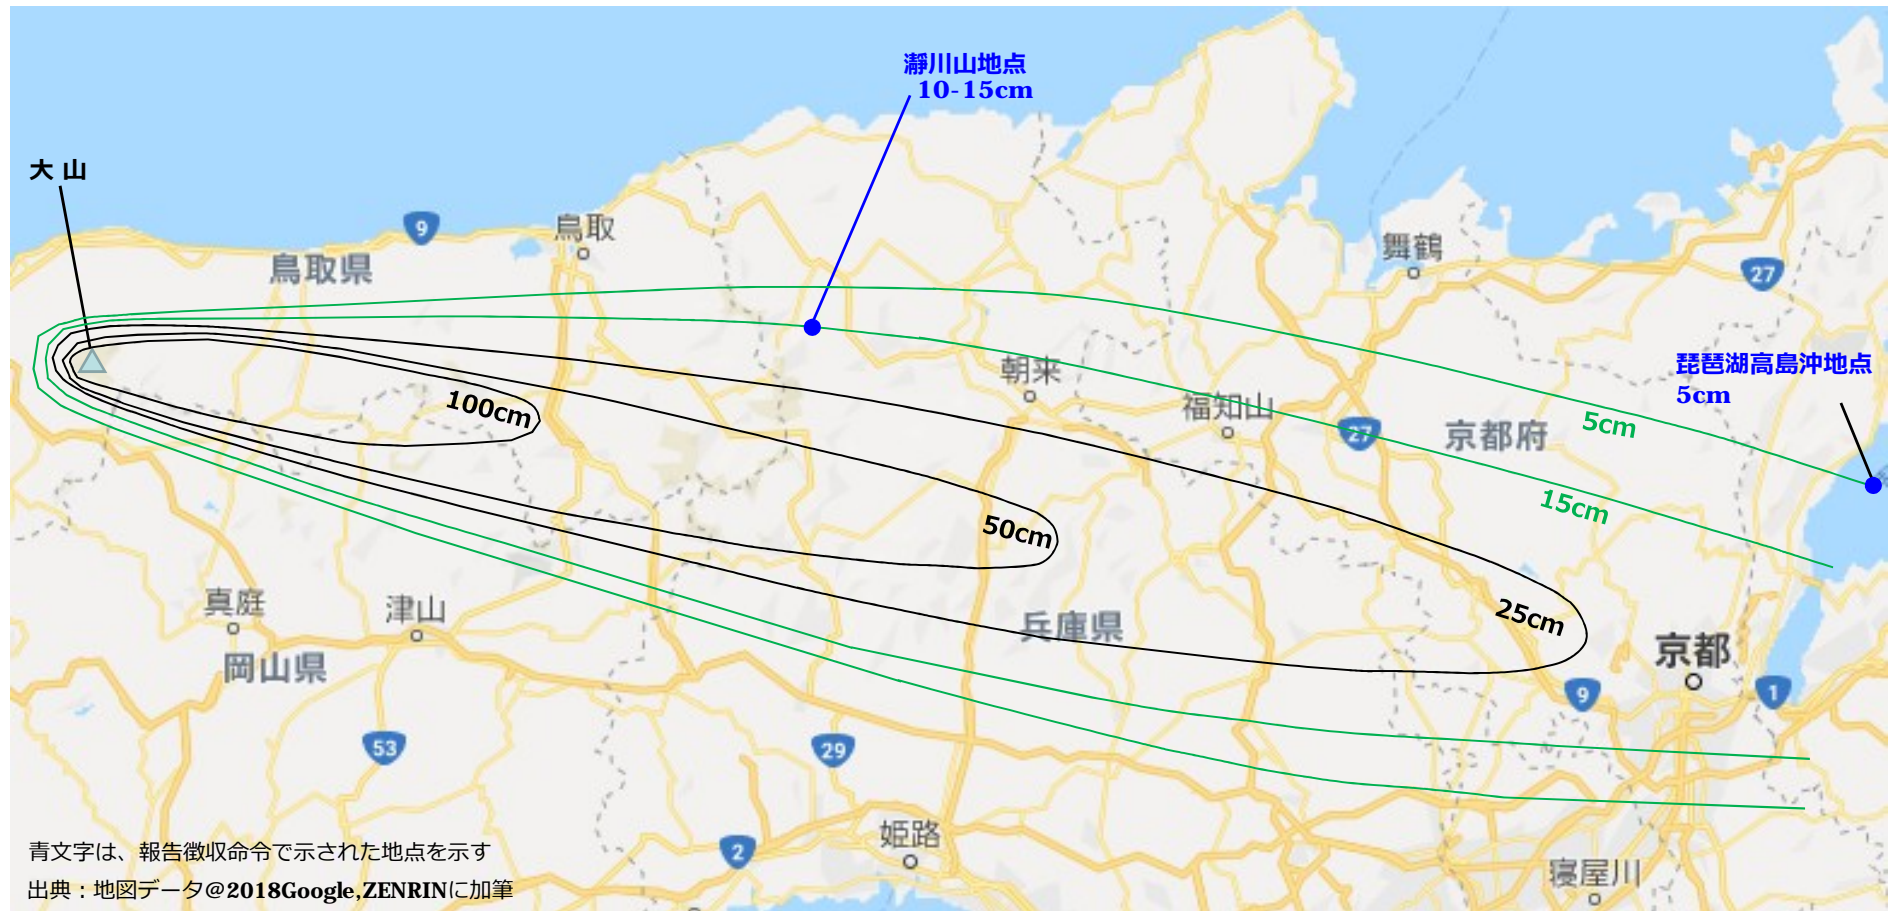 瀞川山地点
10-15cm
大山
9
鳥取
鳥取県
舞鶴
27
琵琶湖高島沖地点
5cm
朝来
100cm
福知山
27
京都府
5cm
15cm
50cm
真庭
津山
25cm
兵庫県
京都
岡山県
9
1
53
29
姫路
2
寝屋川
青文字は、報告徴収命令で示された地点を示す
出典：地図データ@2018Google,ZENRINに加筆